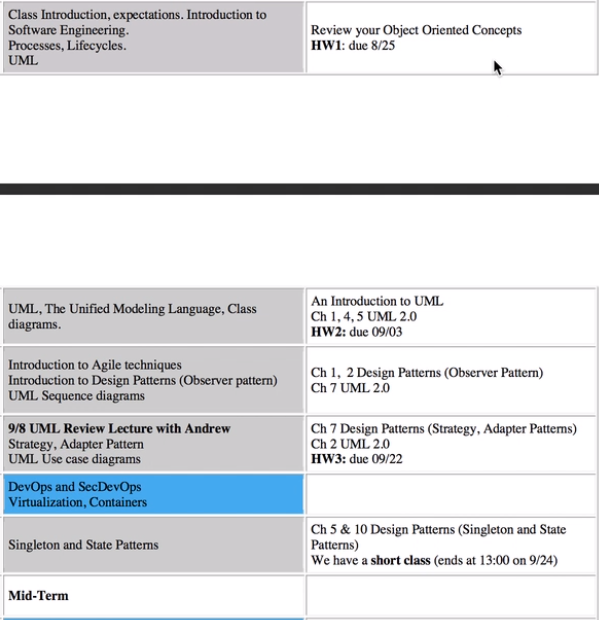 Class Introduction, expectations. Introduction to
Software Engineering.
Processes, Lifecycles.
UML
Review your Object Oriented Concepts
HW1: due 8/25
UML, The Unified Modeling Language, Class
diagrams.
An Introduction to UML
Ch 1, 4, 5 UML 2.0
HW2: due 09/03
Introduction to Agile techniques
Introduction to Design Patterns (Observer pattern)
UML Sequence diagrams
Ch 1, 2 Design Patterns (Observer Pattern)
Ch 7 UML 2.0
9/8 UML Review Lecture with Andrew
Strategy, Adapter Pattern
UML Use case diagrams
Ch 7 Design Patterns (Strategy, Adapter Patterns)
Ch 2 UML 2.0
HW3: due 09/22
DevOps and SecDevOps
Virtualization, Containers
Singleton and State Patterns
Ch 5 & 10 Design Patterns (Singleton and State
Patterns)
We have a short class (ends at 13:00 on 9/24)
Mid-Term